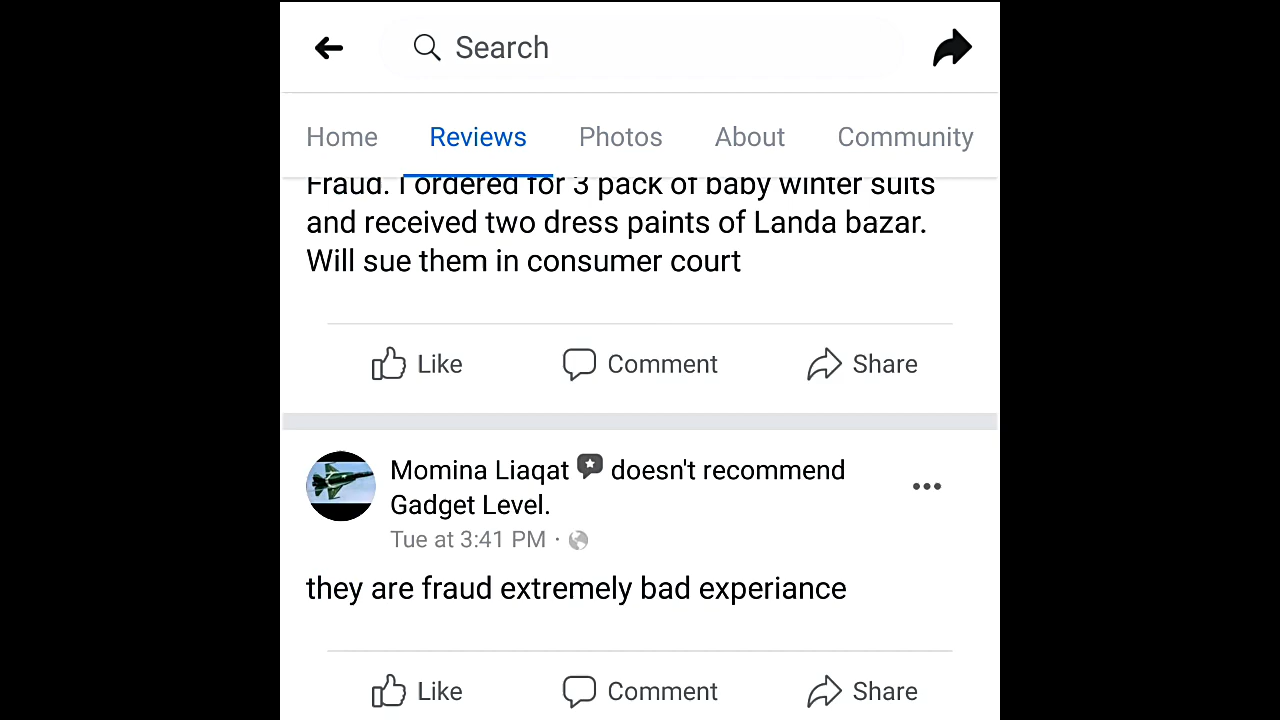 Search
Home Reviews Photos About Community
Fraud. I ordered for 3 pack of baby winter suits
and received two dress paints of Landa bazar.
Will sue them in consumer court
Like Comment Share
Momina Liaqat doesn't recommend
Gadget Level.
Tue at 3:41 PM ·
they are fraud extremely bad experiance
Like Comment Share